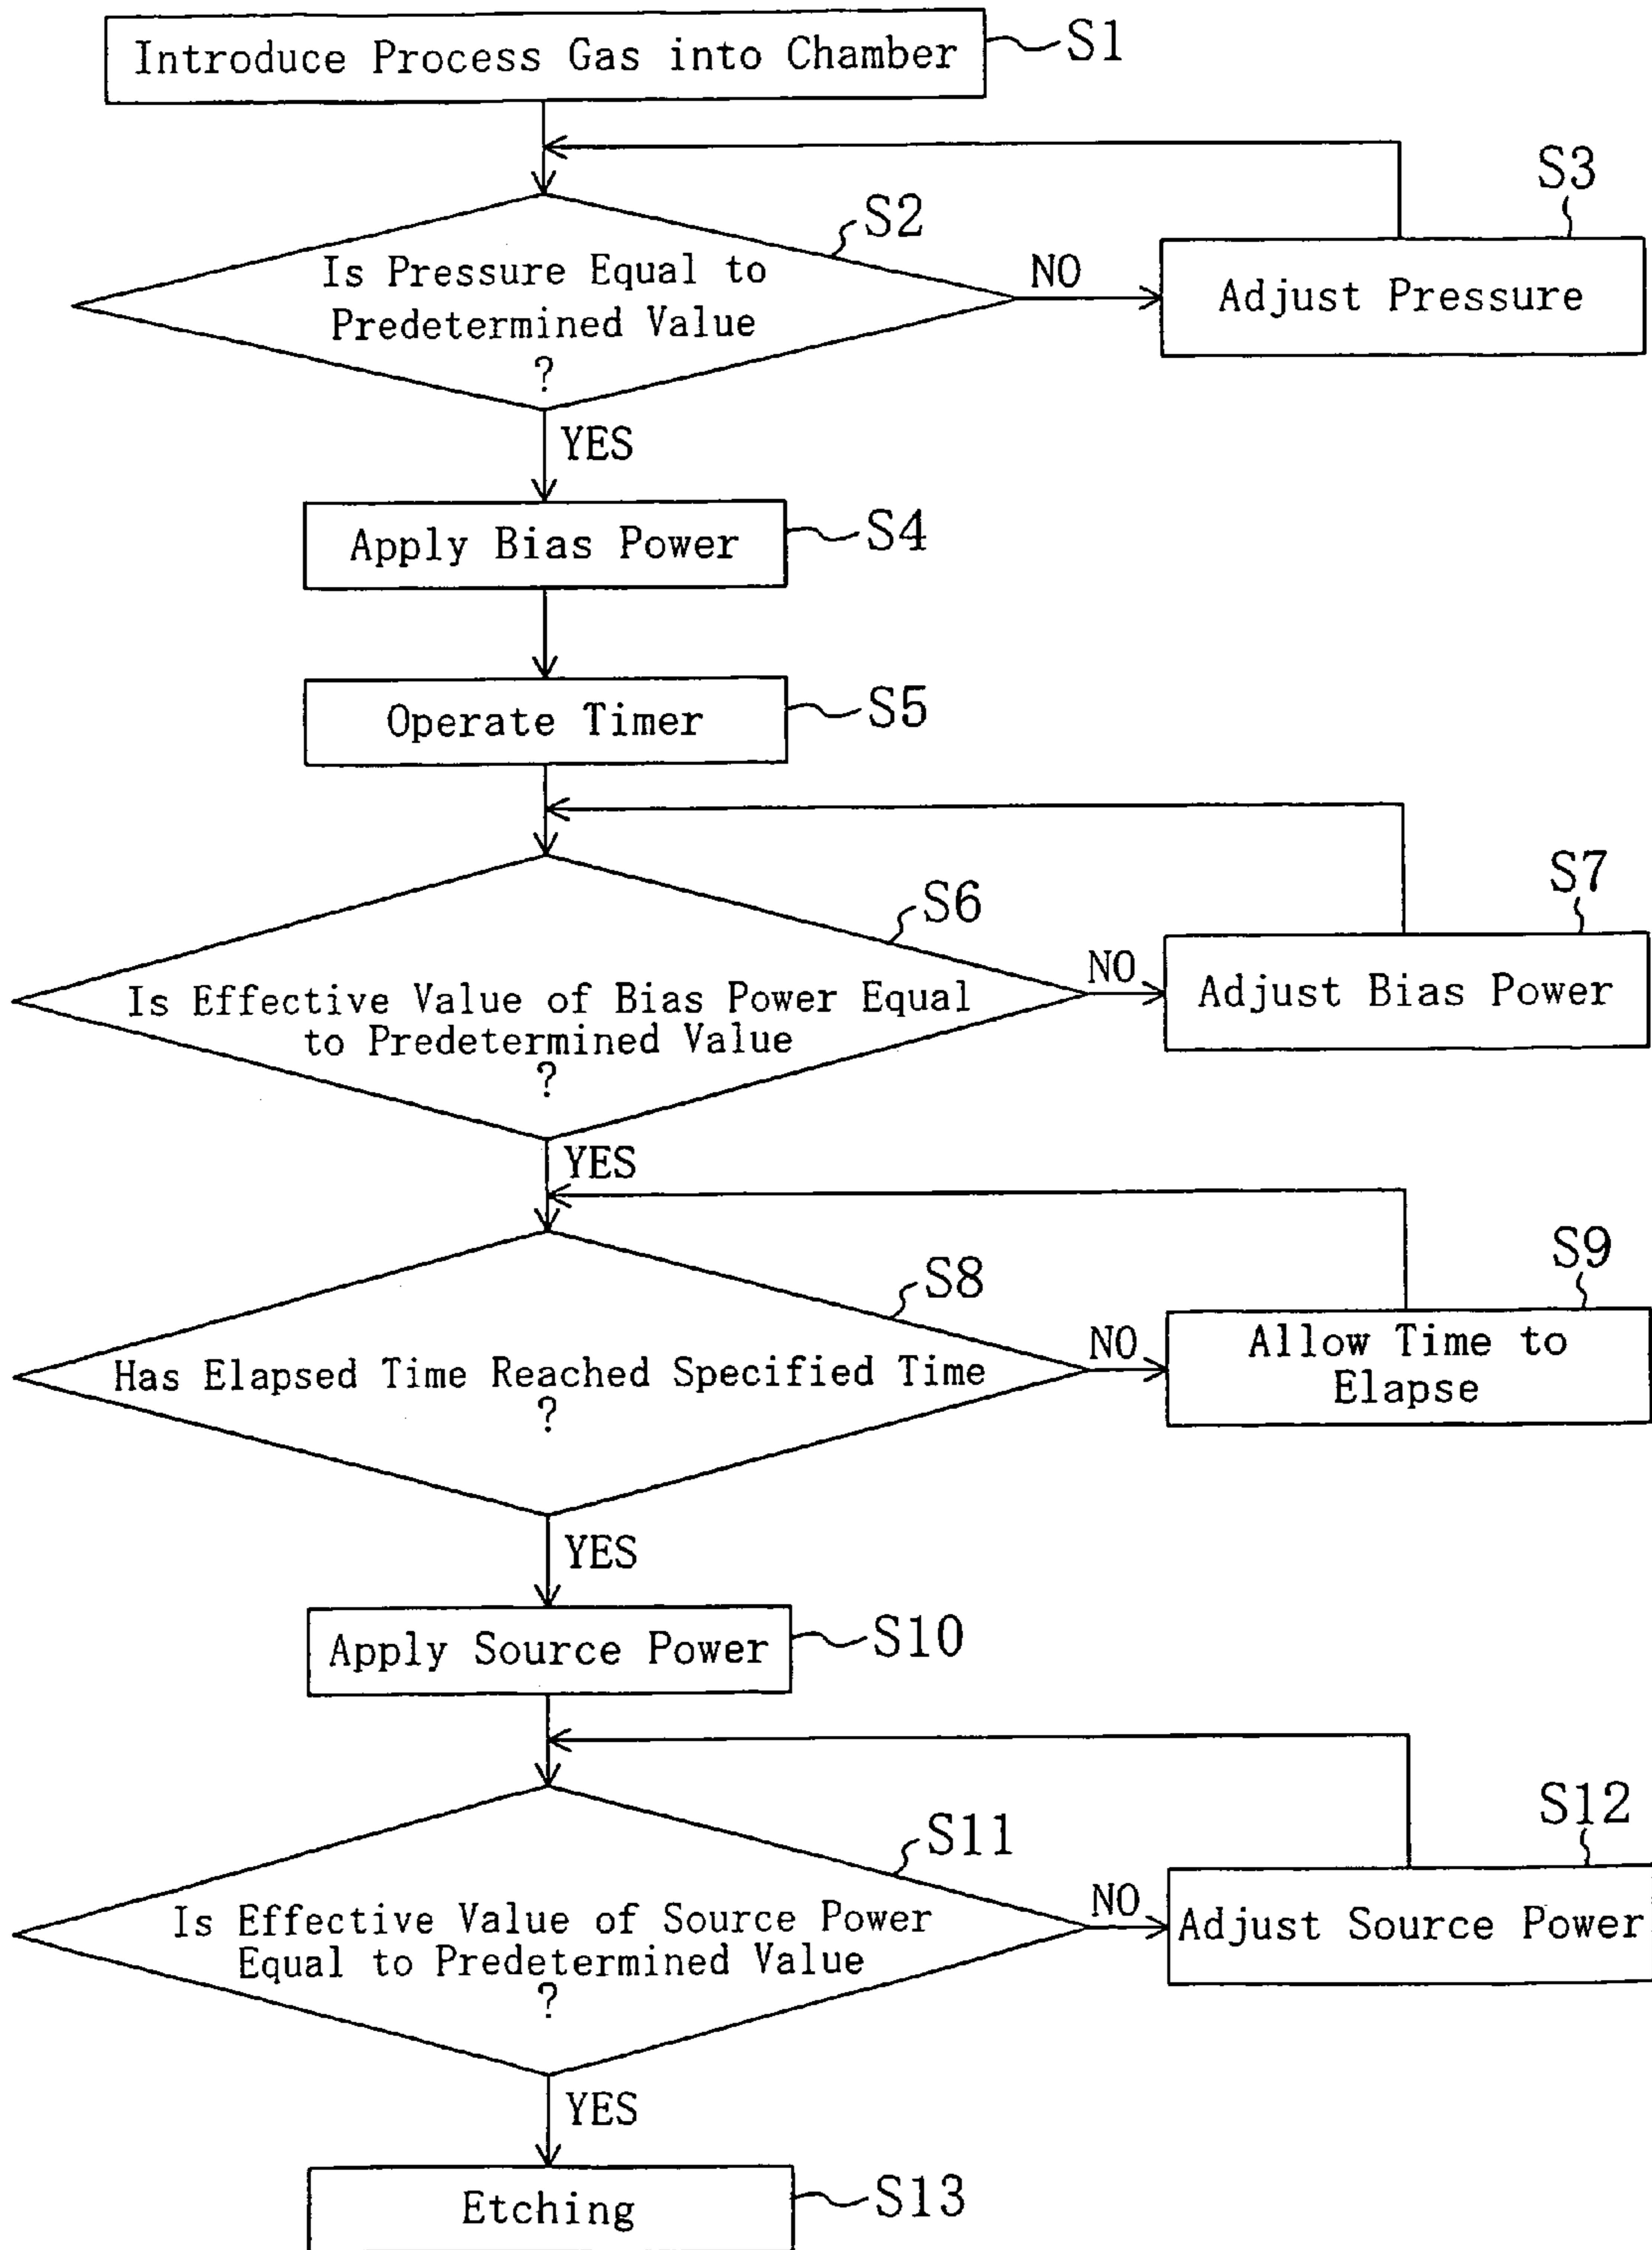 Introduce Process Gas into Chamber
S1
S3
S2
Is Pressure Equal to
Predetermined Value
?
NO
Adjust Pressure
YES
Apply Bias Power
S4
Operate Timer
S5
S7
S6
Is Effective Value of Bias Power Equal
to Predetermined Value
?
NO
Adjust Bias Power
YES
S9
S8
Has Elapsed Time Reached Specified Time
?
NO
Allow Time to
Elapse
YES
Apply Source Power
S10
S12
S11
Is Effective Value of Source Power
Equal to Predetermined Value
?
NO
Adjust Source Power
YES
Etching
S13